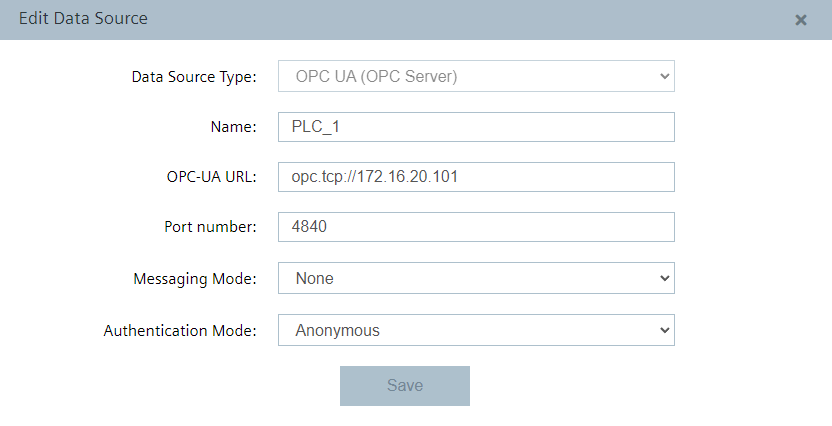 Edit Data Source ×
Data Source Type: OPC UA (OPC Server)
Name: PLC_1
OPC-UA URL: opc.tcp://172.16.20.101
Port number: 4840
Messaging Mode: None
Authentication Mode: Anonymous
Save